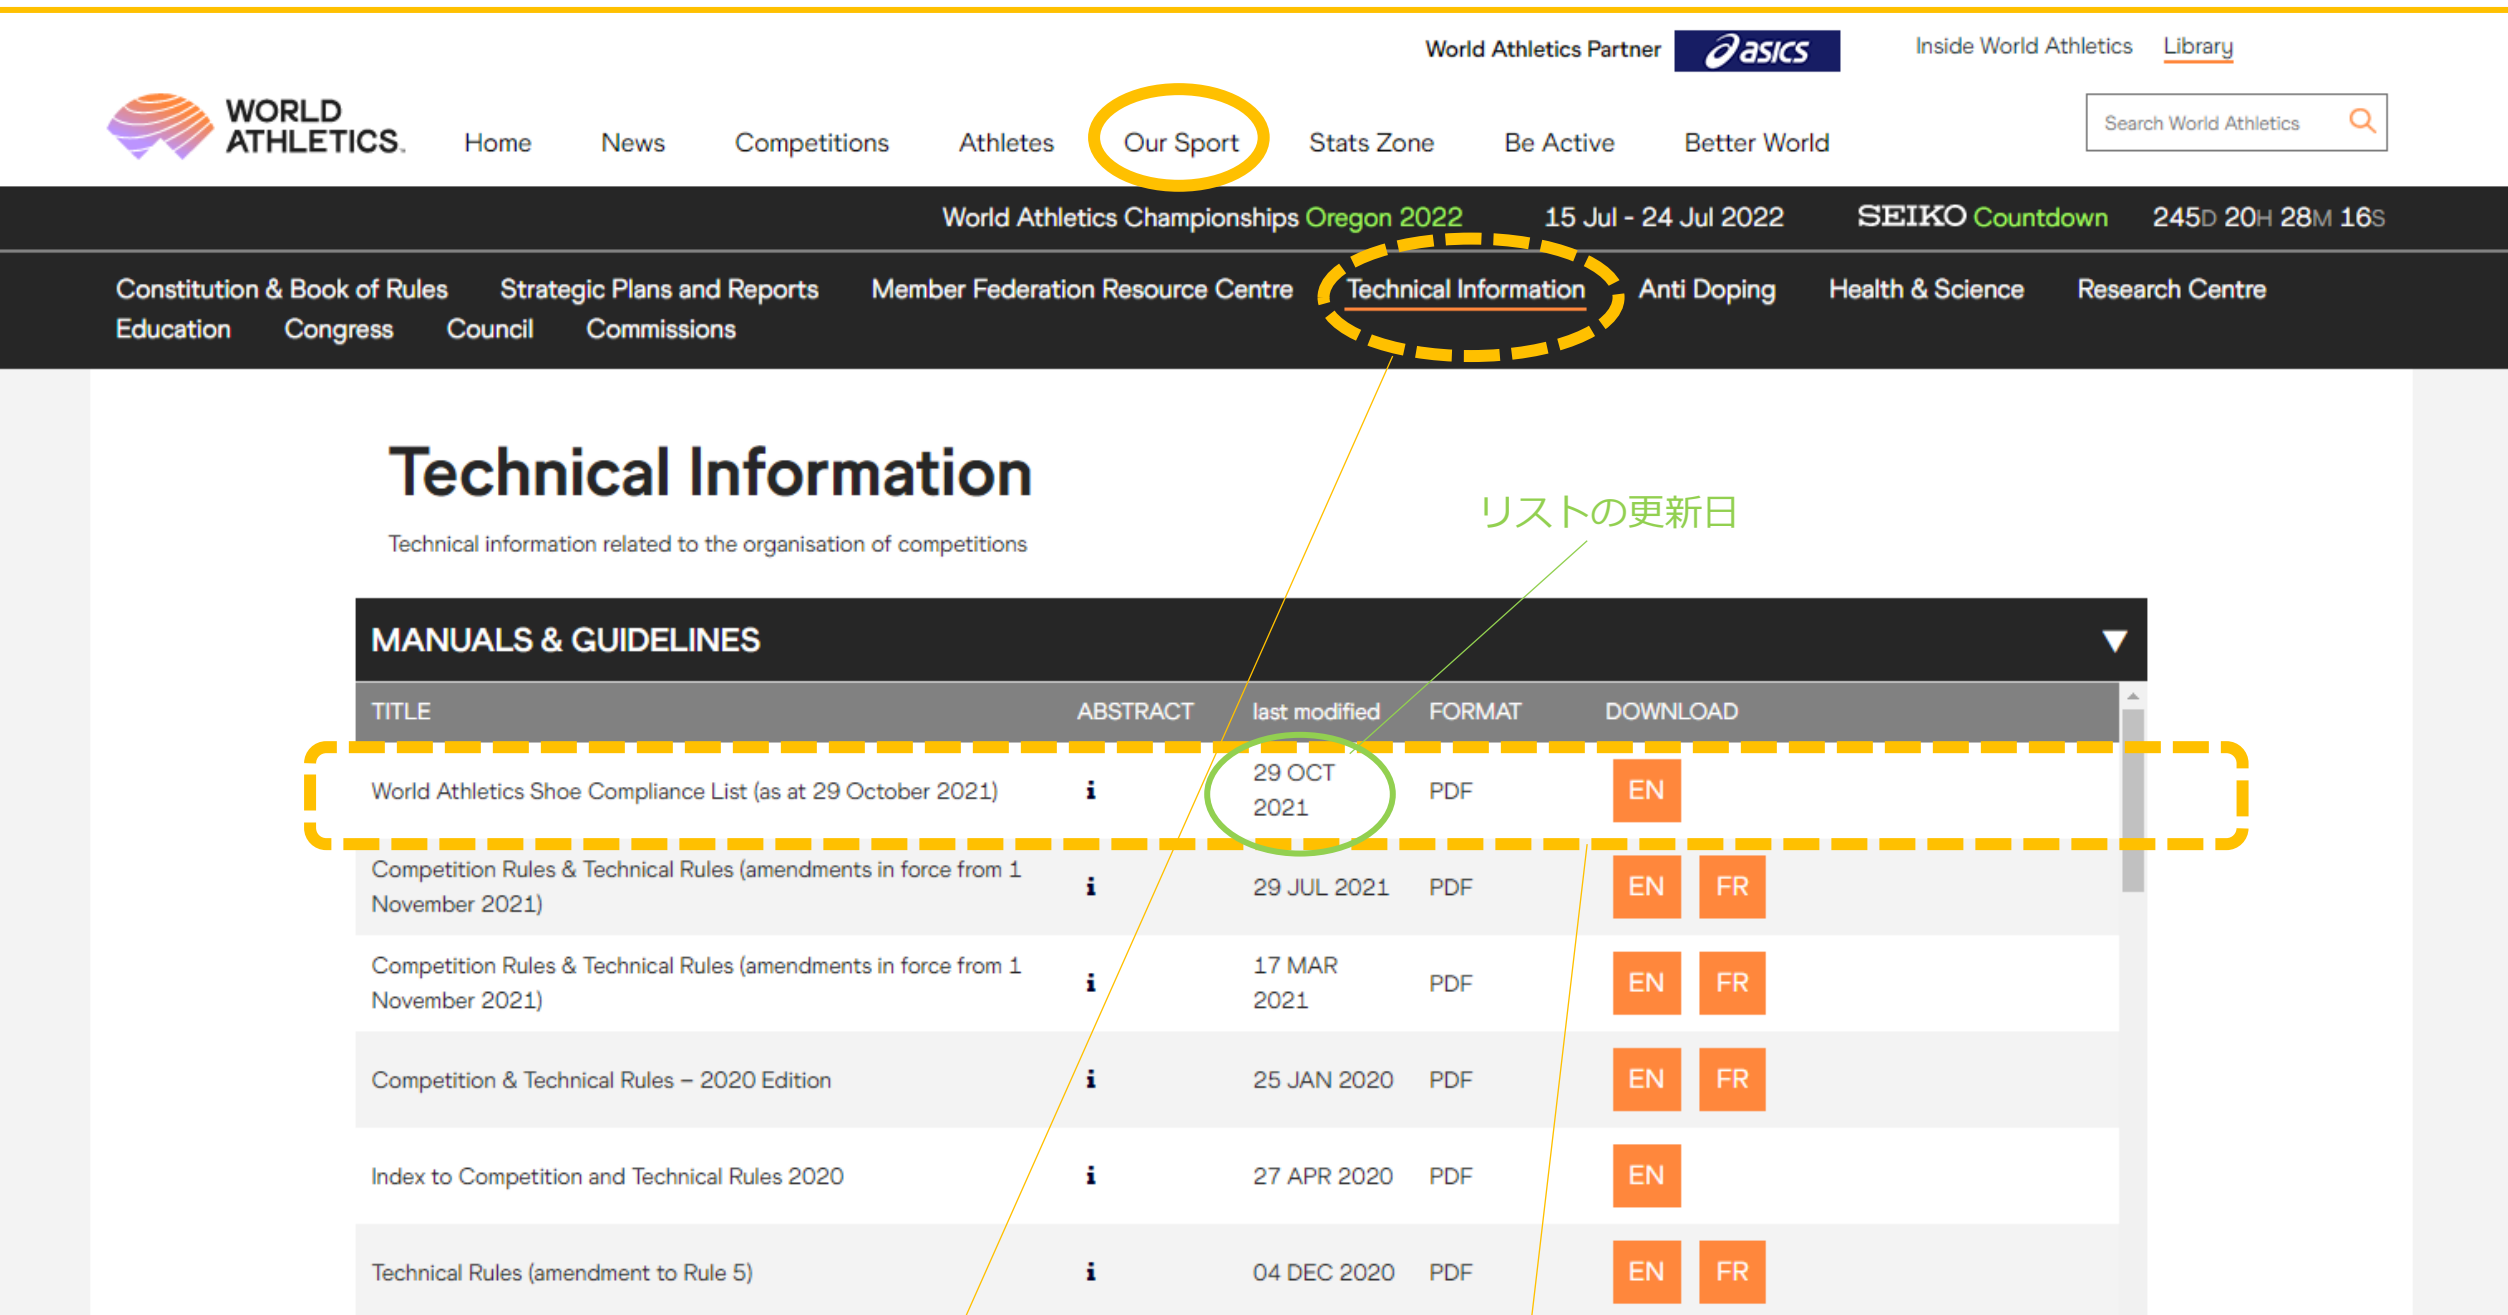 World Athletics Partner asics Inside World Athletics Library
WORLD
ATHLETICS.
Home News Competitions Athletes Our Sport Stats Zone Be Active Better World
Search World Athletics
World Athletics Championships Oregon 2022 15 Jul - 24 Jul 2022 SEIKO Countdown 245D 20H 28M 16S
Constitution & Book of Rules Strategic Plans and Reports Member Federation Resource Centre Technical Information Anti Doping Health & Science Research Centre
Education Congress Council Commissions
Technical Information
リストの更新日
Technical information related to the organisation of competitions
MANUALS & GUIDELINES ▼
TITLE ABSTRACT last modified FORMAT DOWNLOAD
World Athletics Shoe Compliance List (as at 29 October 2021) i 29 OCT
2021 PDF EN
Competition Rules & Technical Rules (amendments in force from 1
November 2021) i 29 JUL 2021 PDF EN FR
Competition Rules & Technical Rules (amendments in force from 1
November 2021) i 17 MAR
2021 PDF EN FR
Competition & Technical Rules – 2020 Edition i 25 JAN 2020 PDF EN FR
Index to Competition and Technical Rules 2020 i 27 APR 2020 PDF EN
Technical Rules (amendment to Rule 5) i 04 DEC 2020 PDF EN FR